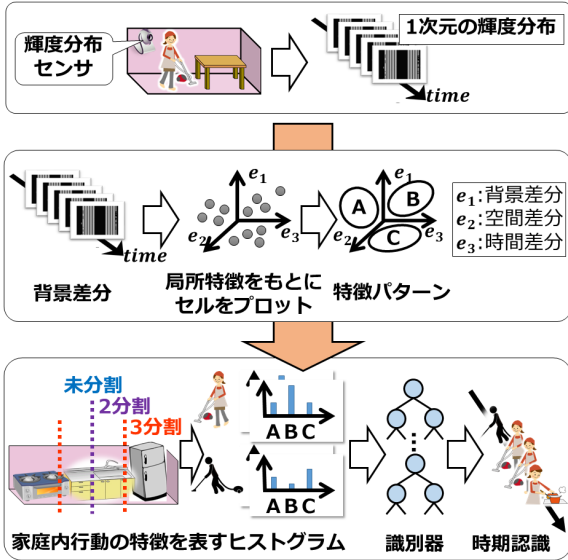 輝度分布
センサ
1次元の輝度分布
time
e1
e2
e3
e1
A
B
C
e2
e3
e1:背景差分
e2:空間差分
e3:時間差分
time
背景差分
局所特徴をもとに
セルをプロット
特徴パターン
未分割
2分割
3分割
A B C
A B C
家庭内行動の特徴を表すヒストグラム
識別器
時期認識